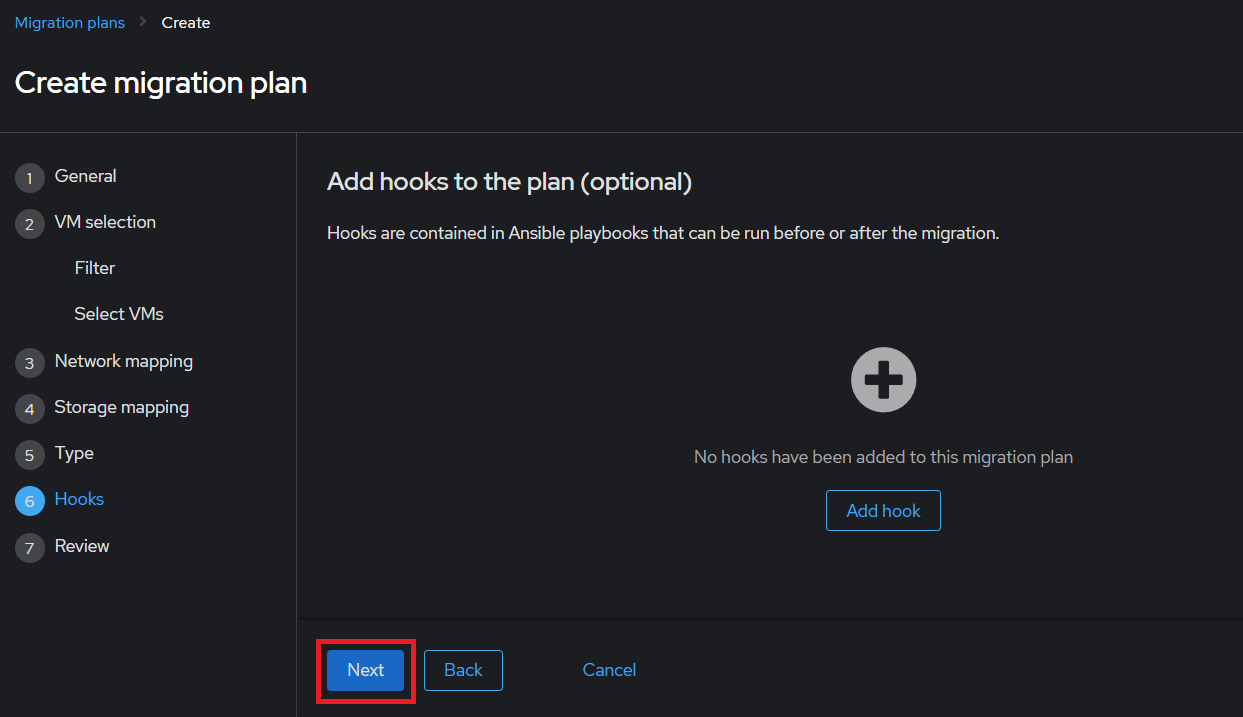 Migration plans > Create
Create migration plan
1 General
2 VM selection
Filter
Select VMs
3 Network mapping
4 Storage mapping
5 Type
6 Hooks
7 Review
Add hooks to the plan (optional)
Hooks are contained in Ansible playbooks that can be run before or after the migration.
No hooks have been added to this migration plan
Add hook
Next Back Cancel